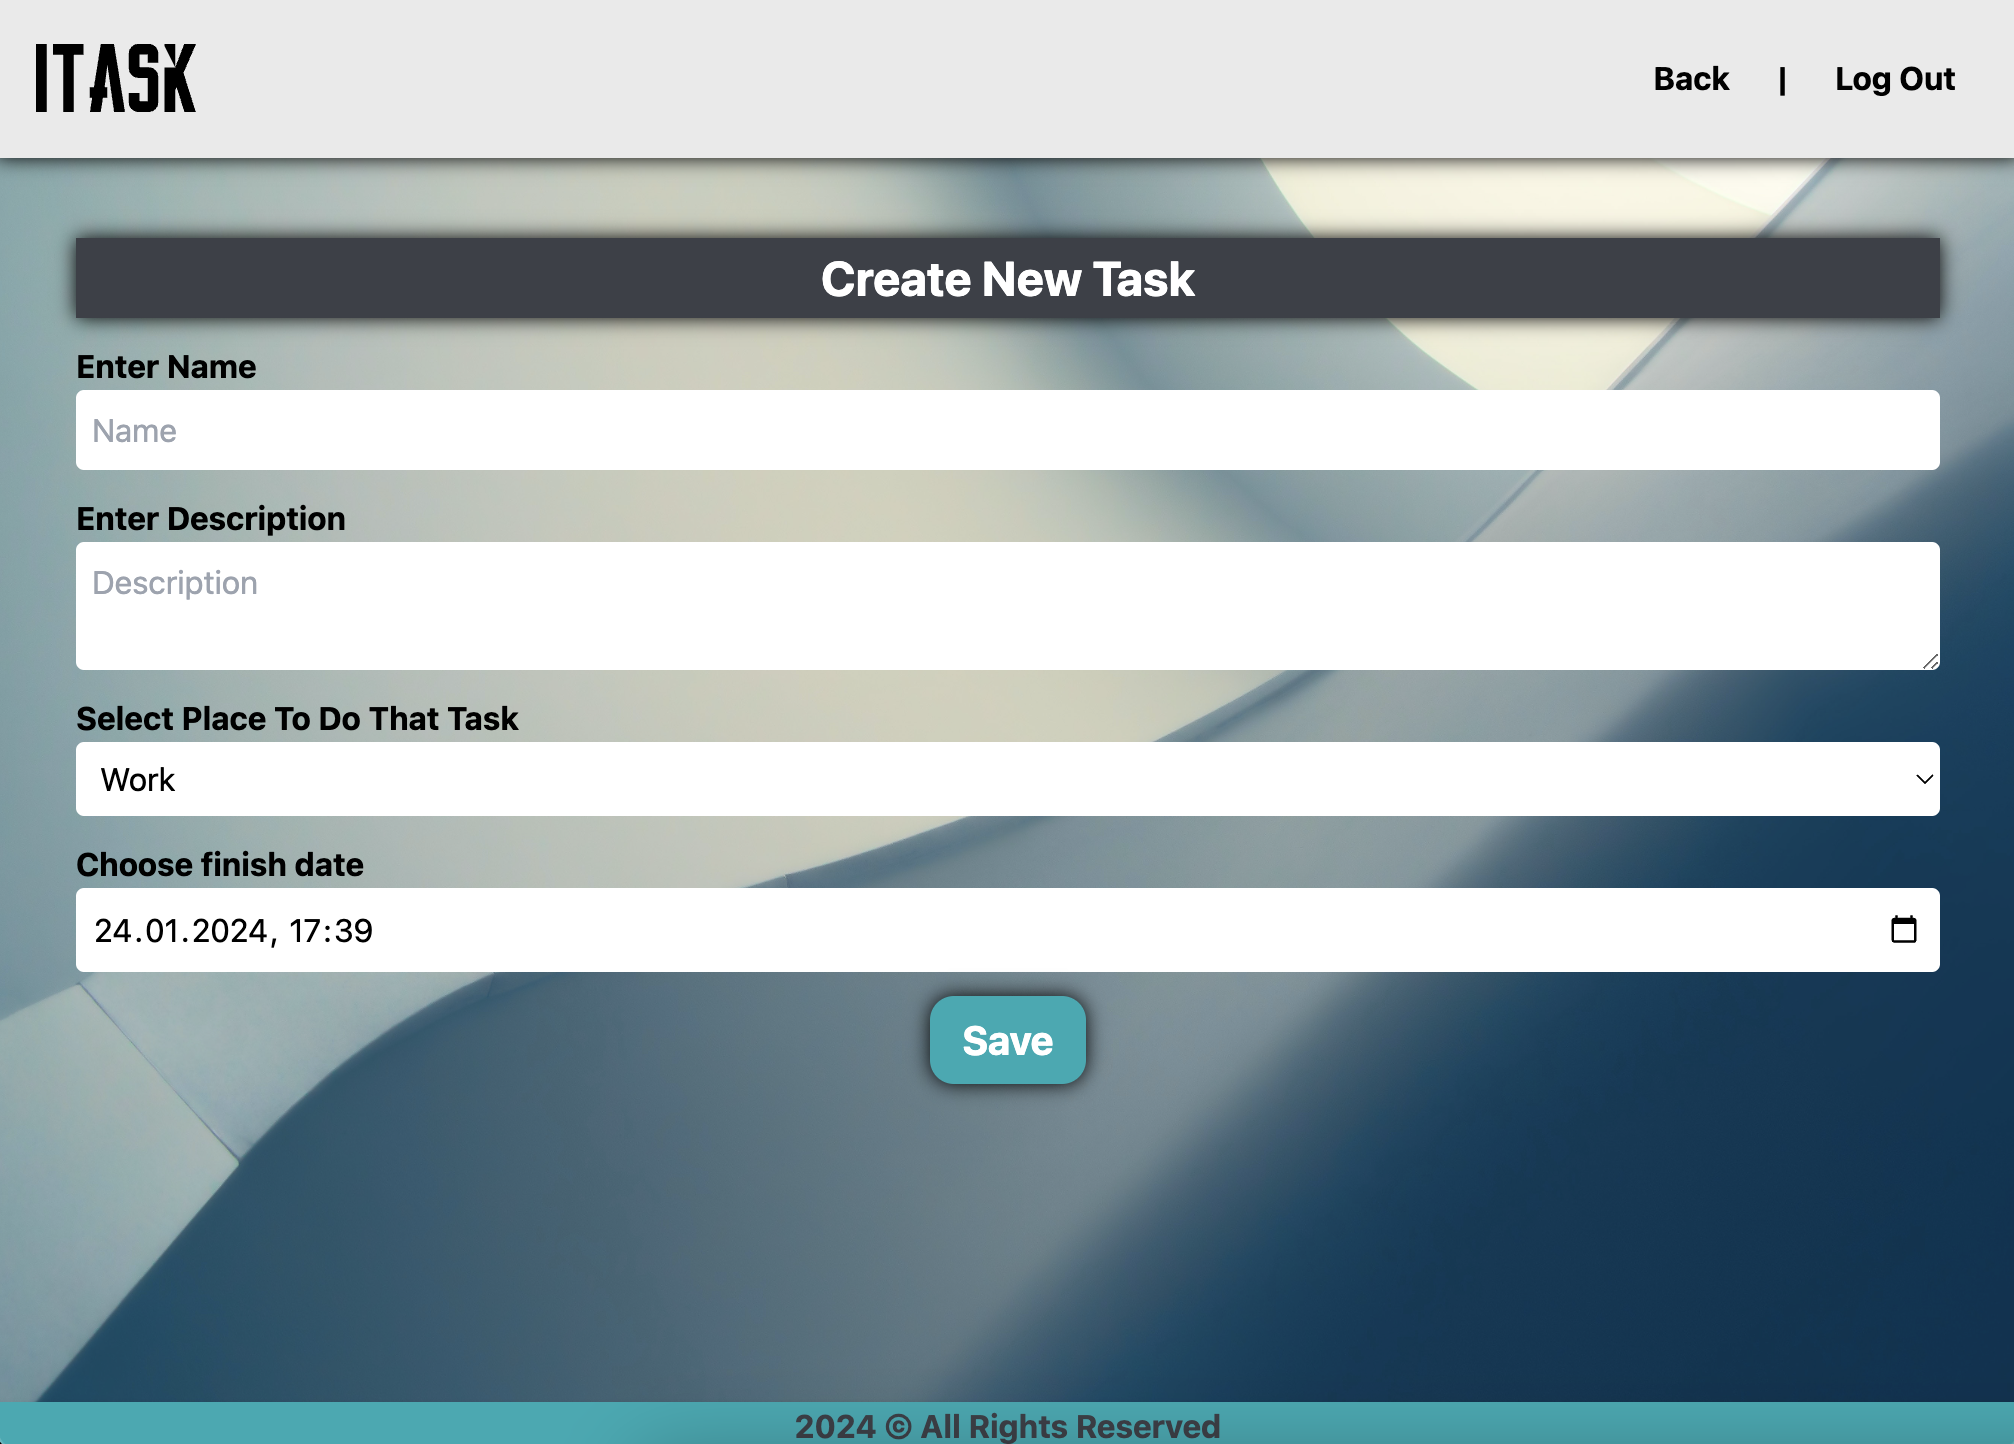 ITASK
Back | Log Out
Create New Task
Enter Name
Name
Enter Description
Description
Select Place To Do That Task
Work
Choose finish date
24.01.2024, 17:39
Save
2024 © All Rights Reserved